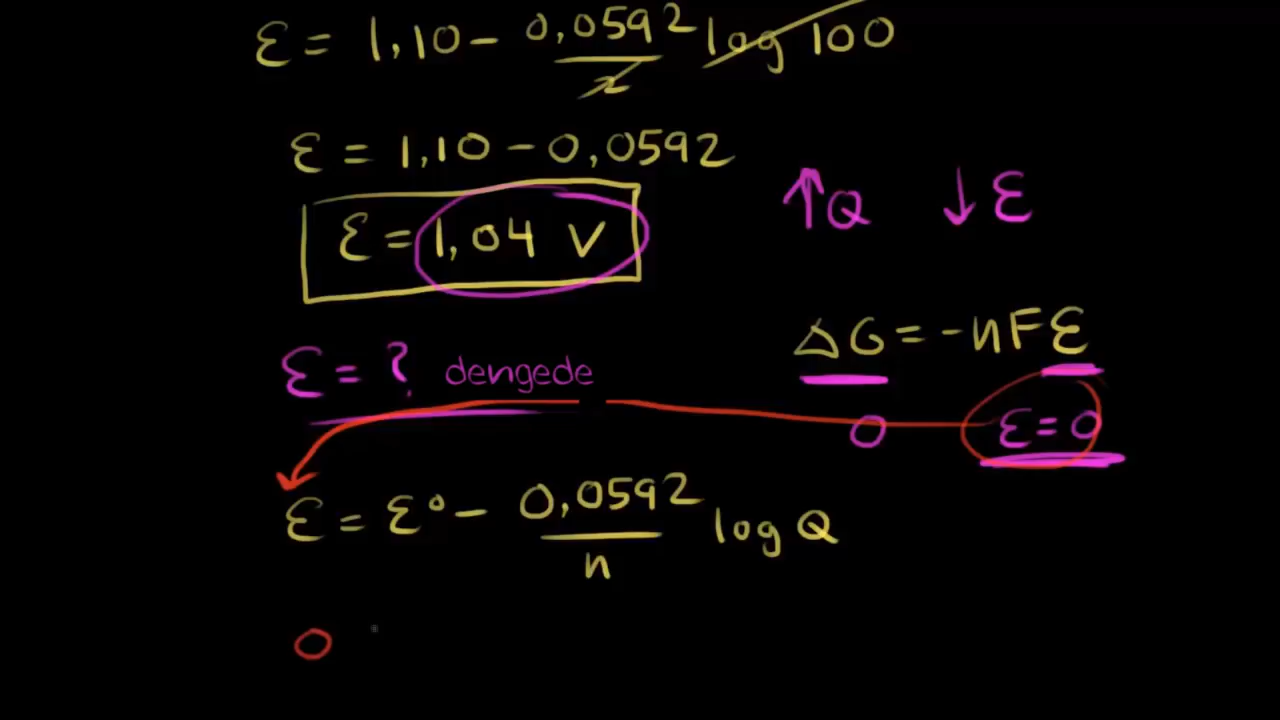 ε = 1,10 - 0,0592/2 log 100
ε = 1,10 - 0,0592
ε = 1,04 V
↑Q ↓ε
ΔG = -nFε
ε = ? dengede
0 ε = 0
ε = ε° - 0,0592/n log Q
0